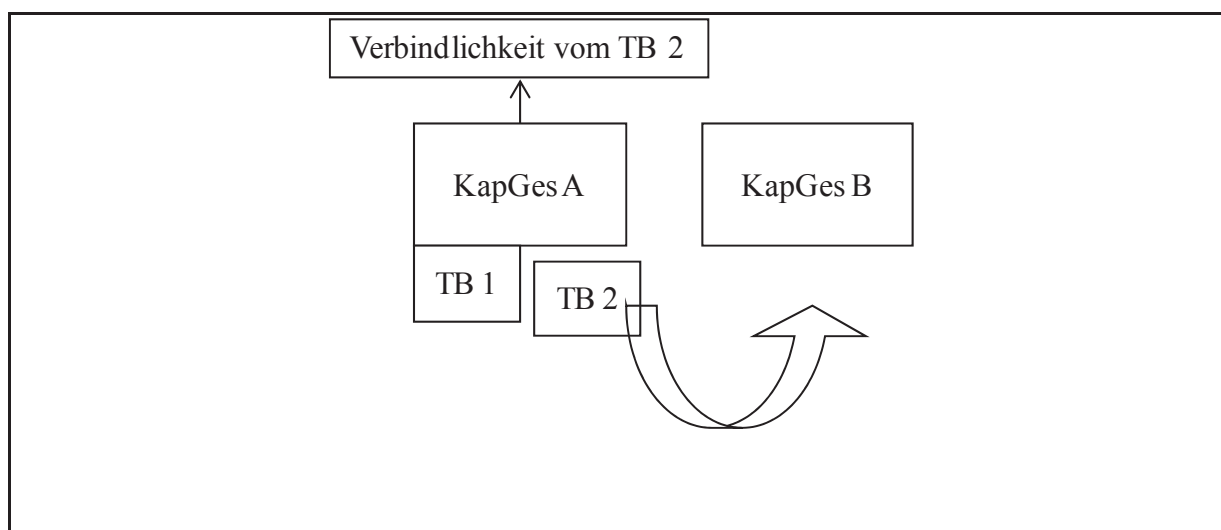 Verbindlichkeit vom TB 2
KapGes A
KapGes B
TB 1
TB 2